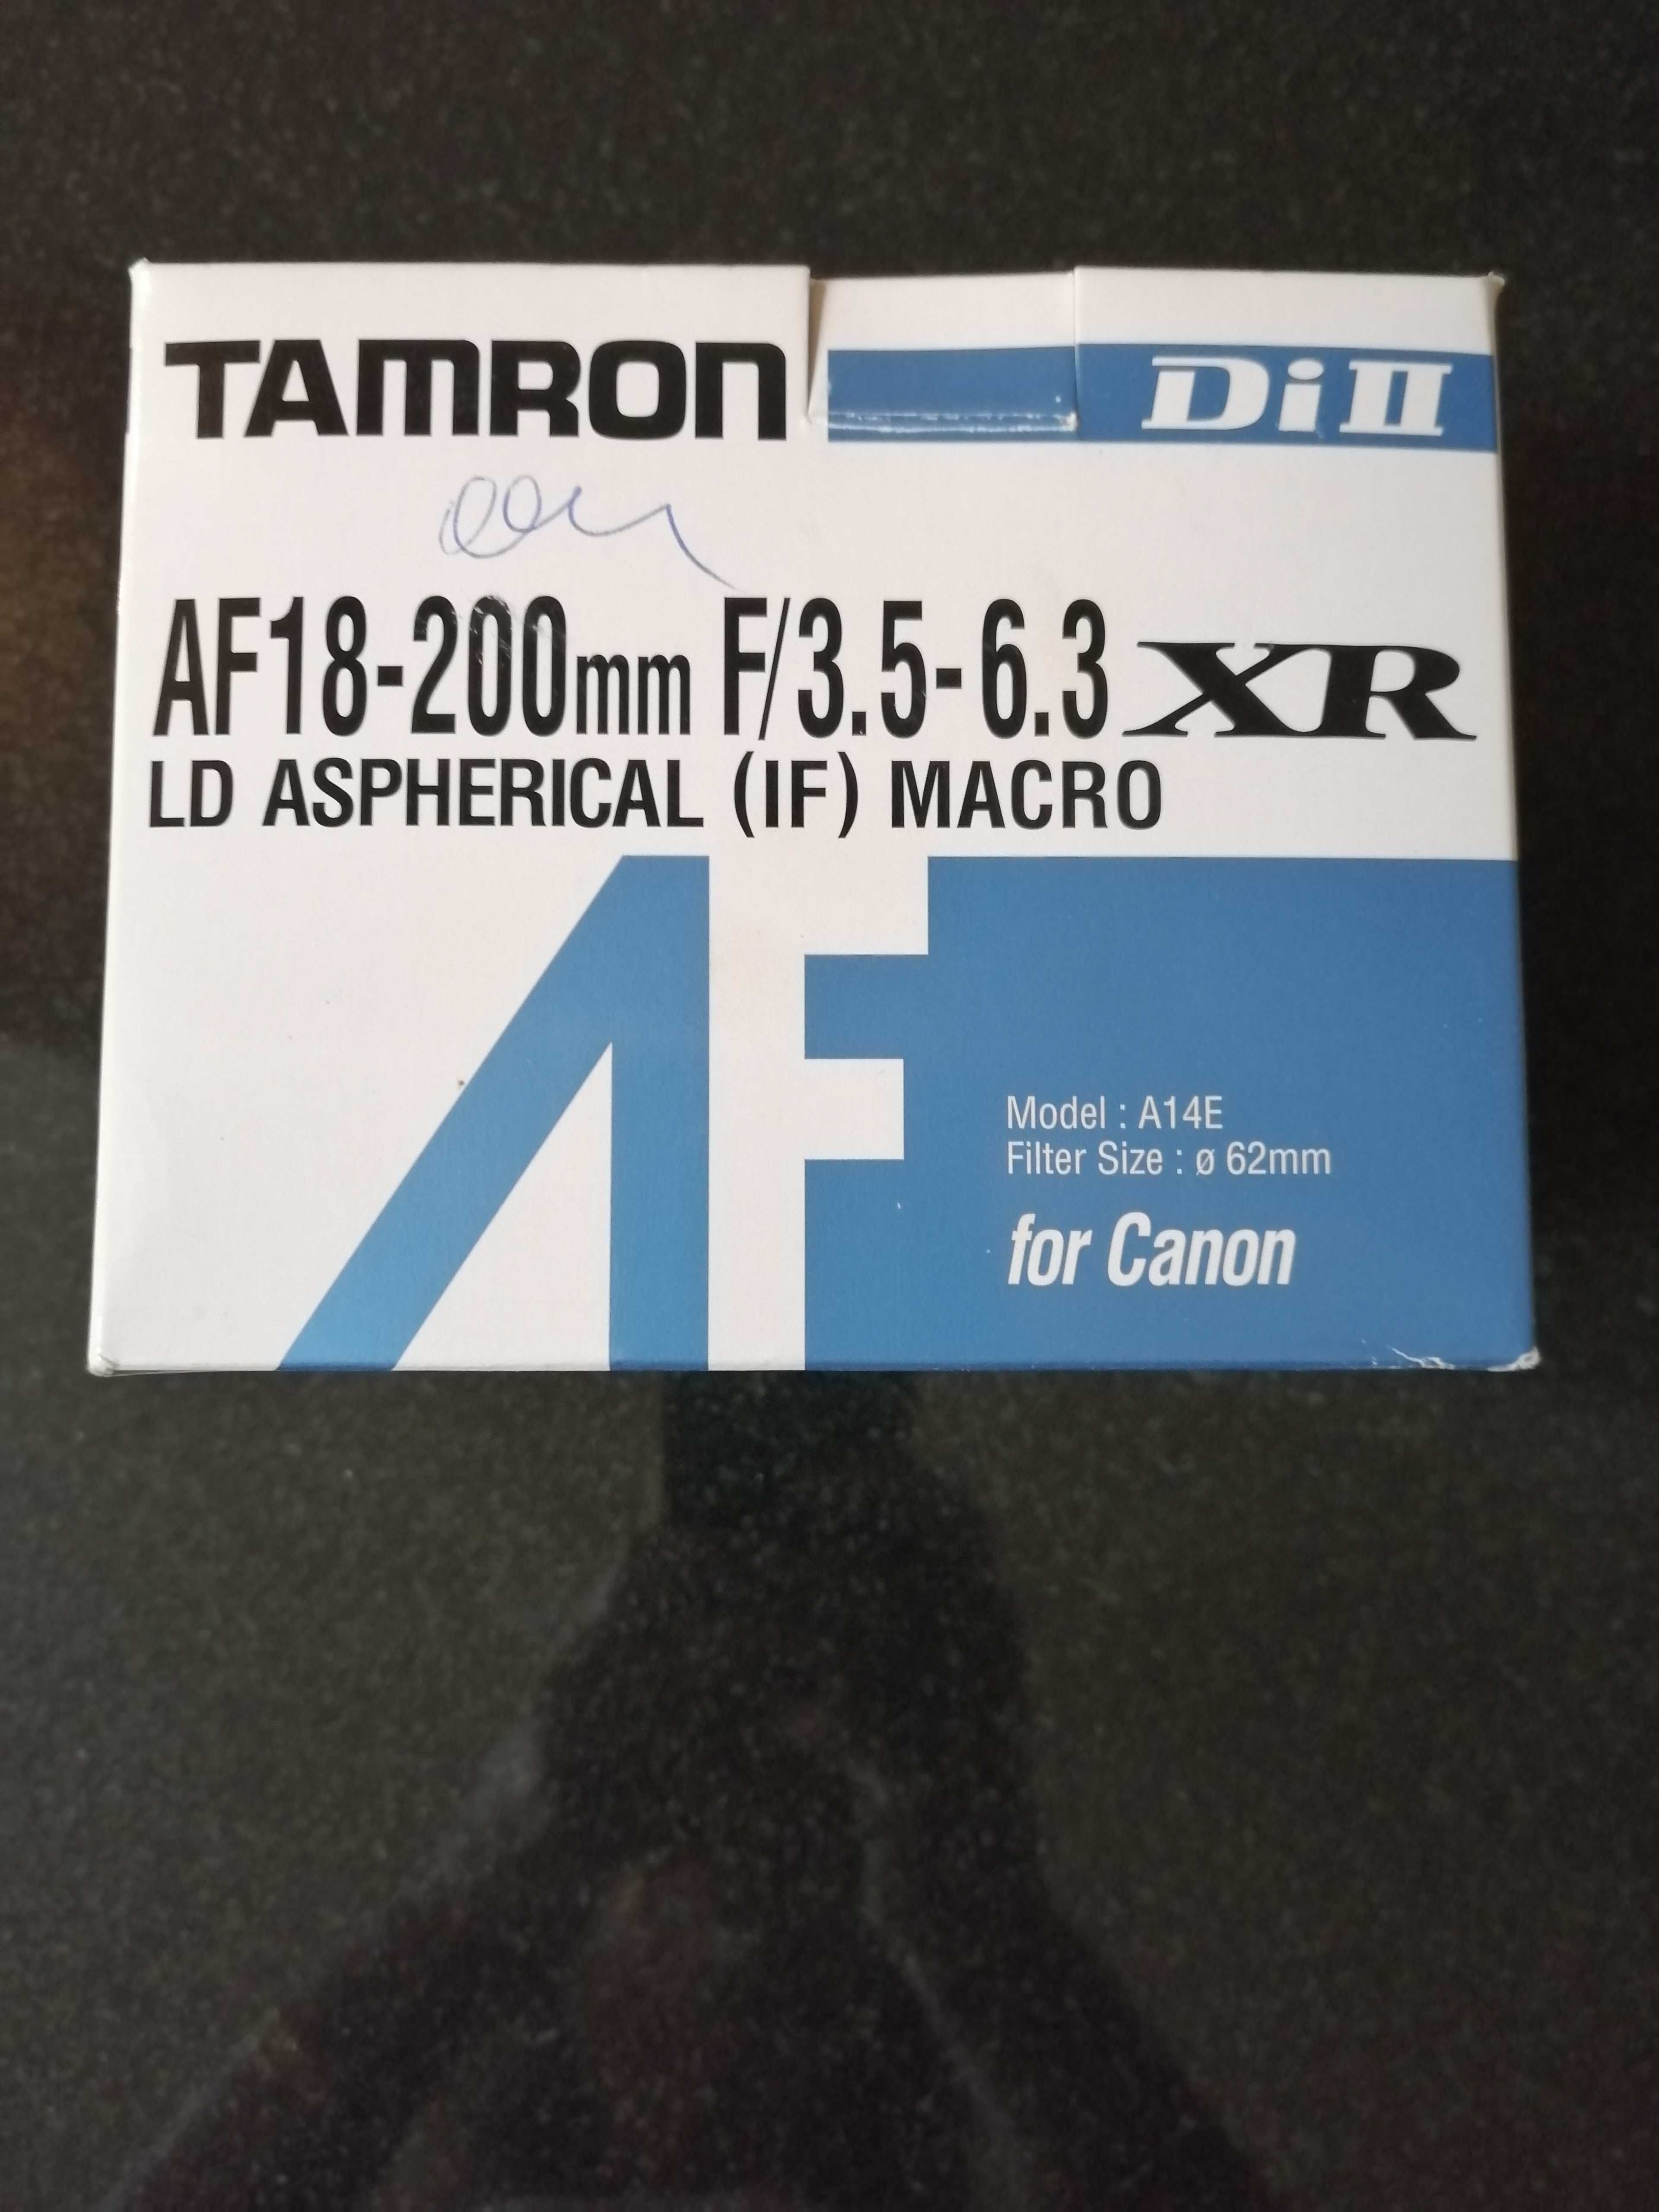 TAMRON Di II
AF18-200mm F/3.5-6.3 XR
LD ASPHERICAL (IF) MACRO
AF
Model : A14E
Filter Size : ø 62mm
for Canon